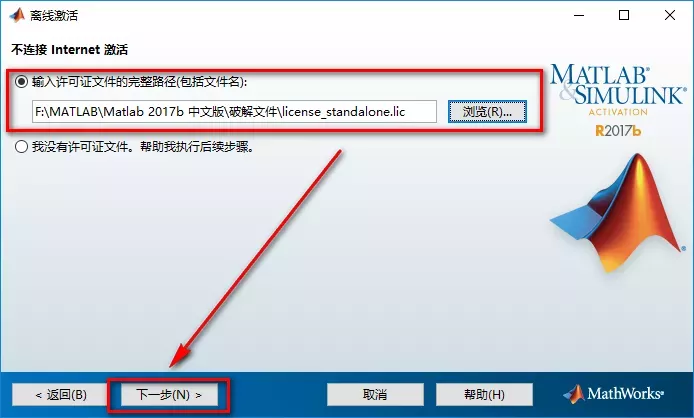 离线激活
不连接 Internet 激活
输入许可证文件的完整路径(包括文件名):
F:\MATLAB\Matlab 2017b 中文版\破解文件\license_standalone.lic
浏览(R)...
我没有许可证文件。帮助我执行后续步骤。
MATLAB®
&SIMULINK®
ACTIVATION
R2017b
< 返回(B)
下一步(N) >
取消
帮助(H)
MathWorks®